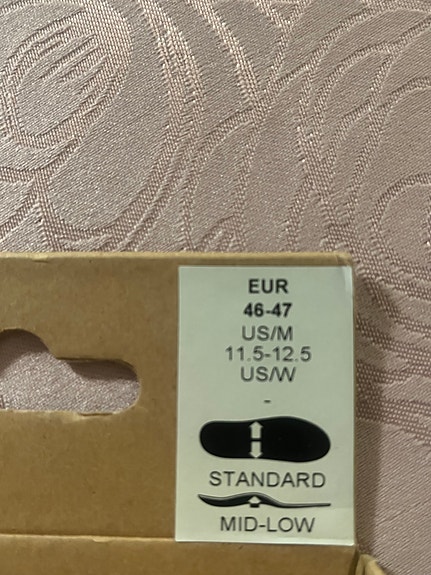 EUR
46-47
US/M
11.5-12.5
US/W
-
STANDARD
MID-LOW